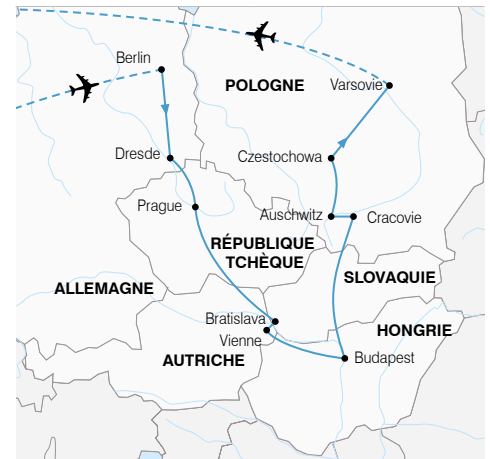 Berlin
POLOGNE
Varsovie
Dresde
Czestochowa
Prague
Auschwitz
Cracovie
RÉPUBLIQUE
TCHÈQUE
SLOVAQUIE
ALLEMAGNE
Bratislava
HONGRIE
Vienne
AUTRICHE
Budapest